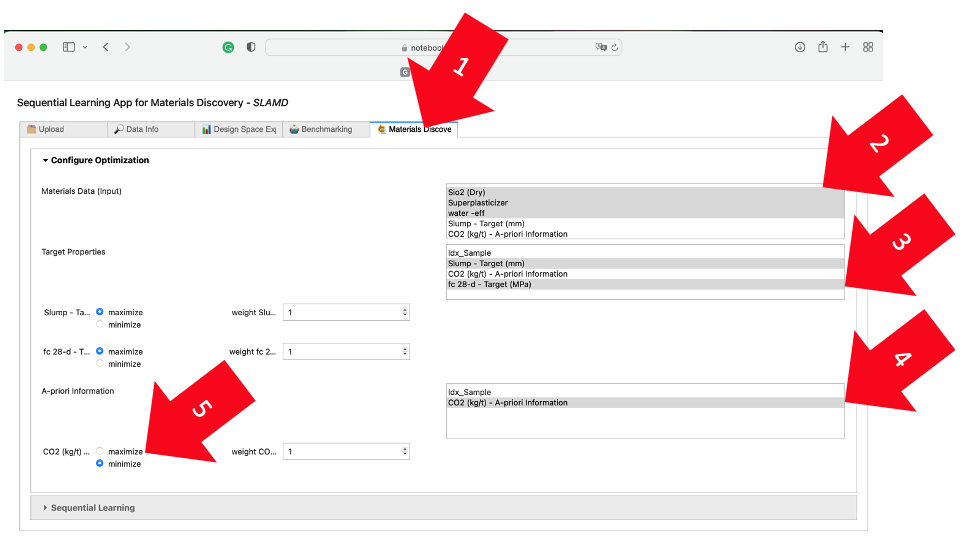 notebook
G
1
Sequential Learning App for Materials Discovery - SLAMD
Upload
Data Info
Design Space Exp
Benchmarking
Materials Discove
2
Configure Optimization
Materials Data (Input)
Sio2 (Dry)
Superplasticizer
water -eff
Slump - Target (mm)
CO2 (kg/t) - A-priori Information
3
Target Properties
Idx_Sample
Slump - Target (mm)
CO2 (kg/t) - A-priori Information
fc 28-d - Target (MPa)
Slump - Ta...
maximize
minimize
weight Slu...
1
fc 28-d - T...
maximize
minimize
weight fc 2...
1
4
A-priori Information
Idx_Sample
CO2 (kg/t) - A-priori Information
5
CO2 (kg/t) ...
maximize
minimize
weight CO...
1
Sequential Learning